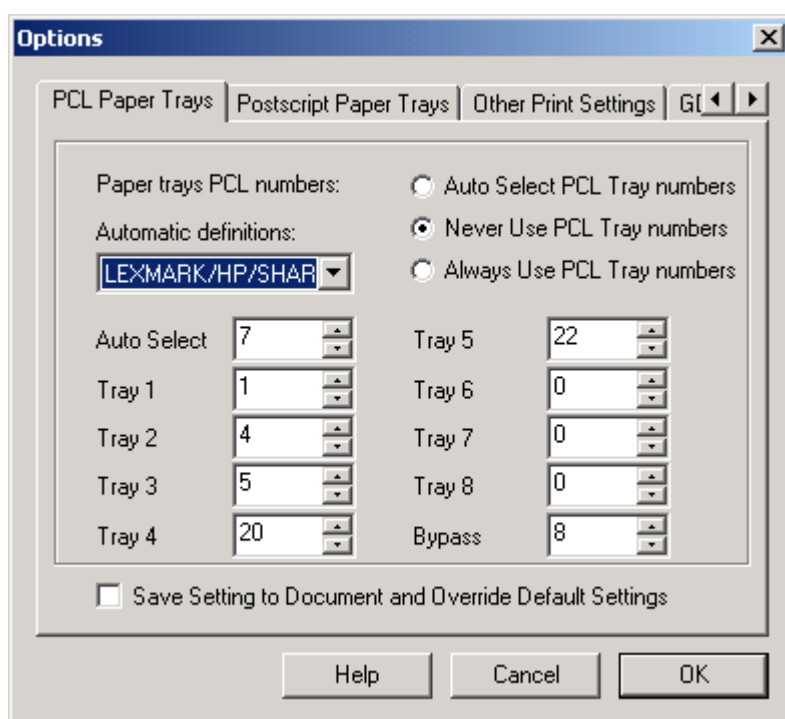 Options
PCL Paper Trays
Postscript Paper Trays
Other Print Settings
Paper trays PCL numbers:
Automatic definitions:
LEXMARK/HP/SHAR
Auto Select PCL Tray numbers
Never Use PCL Tray numbers
Always Use PCL Tray numbers
Auto Select 7
Tray 1 1
Tray 2 4
Tray 3 5
Tray 4 20
Tray 5 22
Tray 6 0
Tray 7 0
Tray 8 0
Bypass 8
Save Setting to Document and Override Default Settings
Help
Cancel
OK